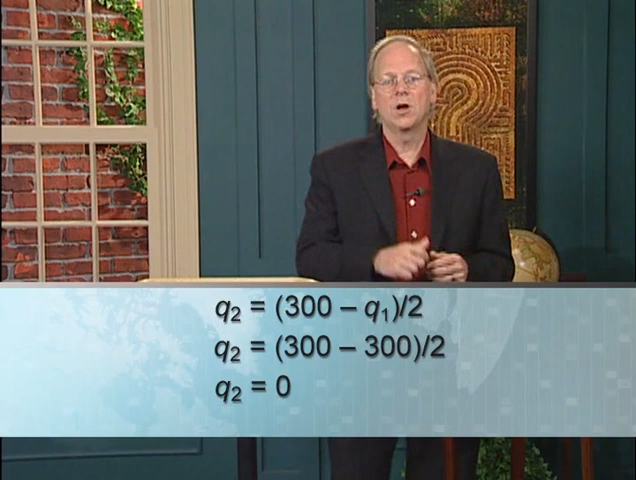 q₂ = (300 – q₁)/2
q₂ = (300 – 300)/2
q₂ = 0